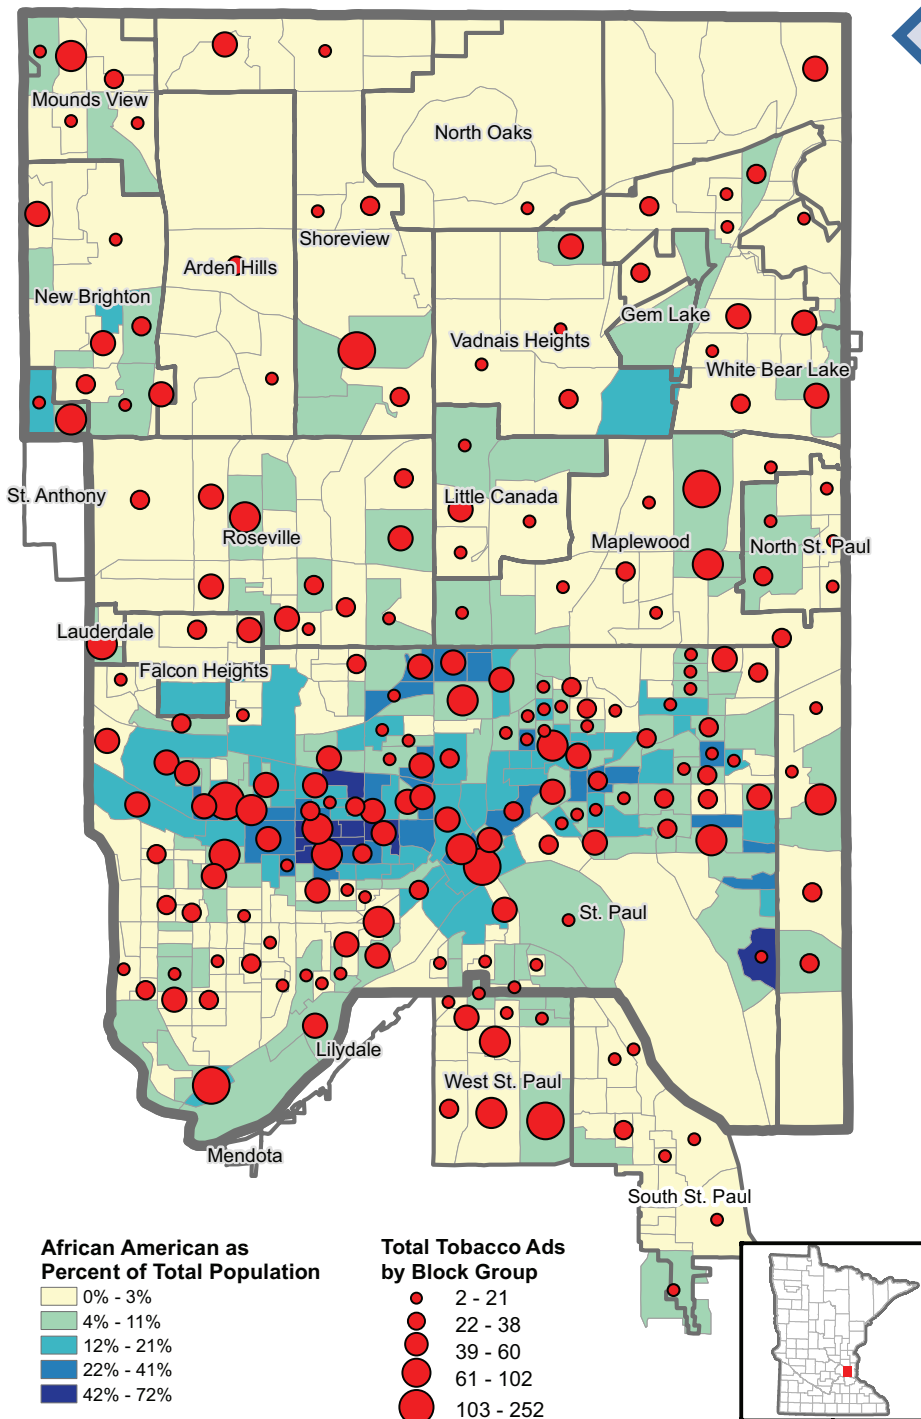 Mounds View
North Oaks
Shoreview
Arden Hills
New Brighton
Gem Lake
Vadnais Heights
White Bear Lake
St. Anthony
Little Canada
Roseville
Maplewood
North St. Paul
Lauderdale
Falcon Heights
St. Paul
Lilydale
West St. Paul
Mendota
South St. Paul
African American as
Percent of Total Population
0% - 3%
4% - 11%
12% - 21%
22% - 41%
42% - 72%
Total Tobacco Ads
by Block Group
2 - 21
22 - 38
39 - 60
61 - 102
103 - 252